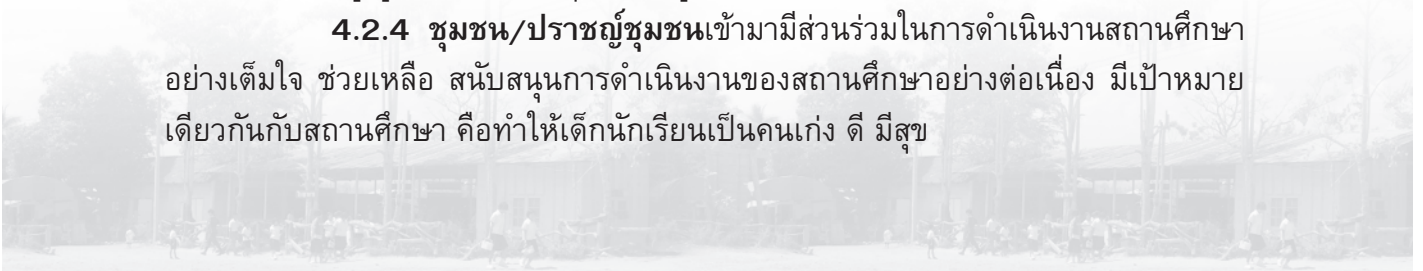 4.2.4 ชุมชน/ปราชญ์ชุมชนเข้ามามีส่วนร่วมในการดำเนินงานสถานศึกษา
อย่างเต็มใจ ช่วยเหลือ สนับสนุนการดำเนินงานของสถานศึกษาอย่างต่อเนื่อง มีเป้าหมาย
เดียวกันกับสถานศึกษา คือทำให้เด็กนักเรียนเป็นคนเก่ง ดี มีสุข